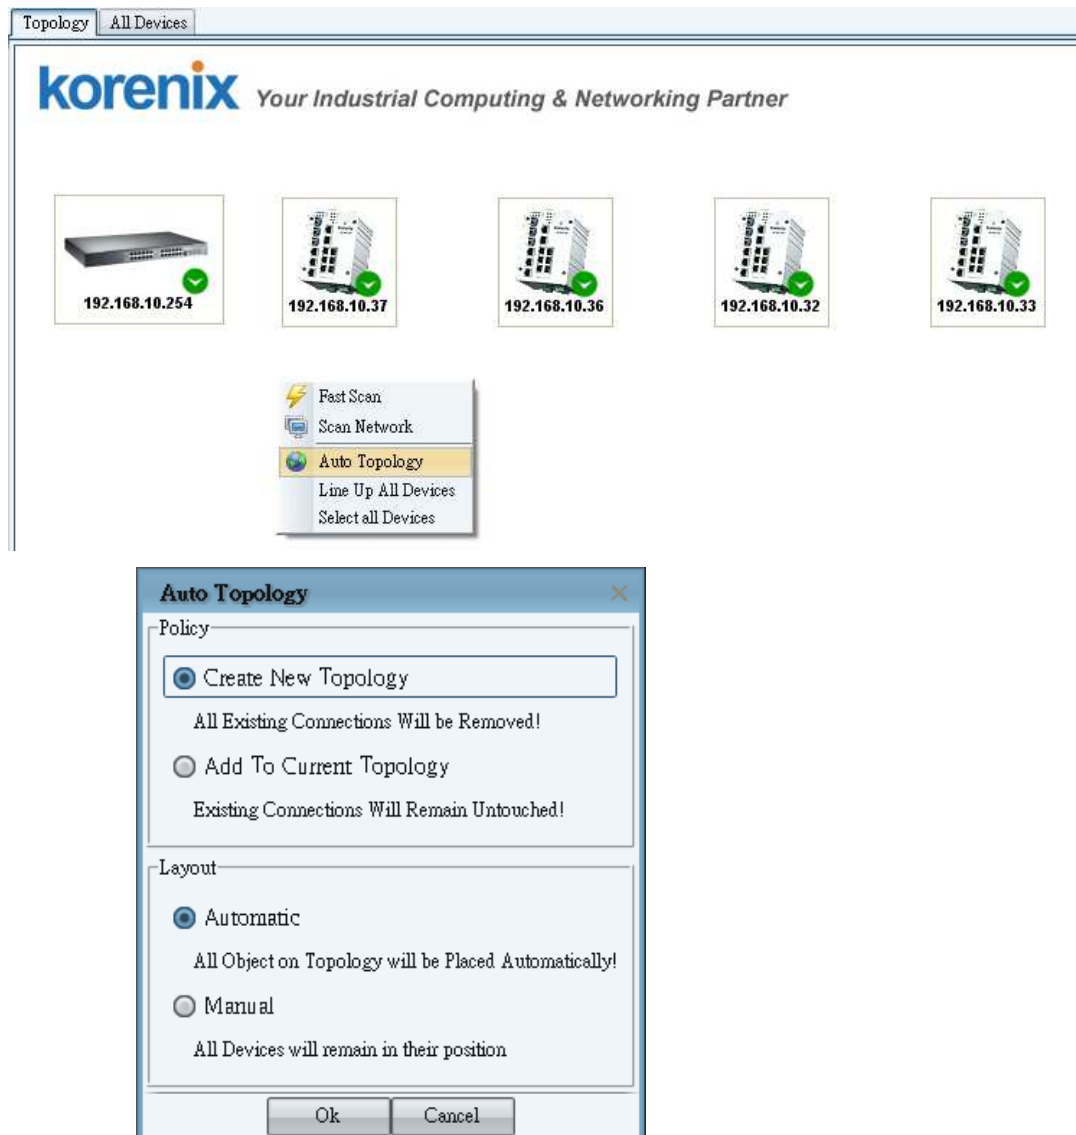 Topology All Devices
korenix Your Industrial Computing & Networking Partner
192.168.10.254 192.168.10.37 192.168.10.36 192.168.10.32 192.168.10.33
Fast Scan
Scan Network
Auto Topology
Line Up All Devices
Select all Devices
Auto Topology
Policy
Create New Topology
All Existing Connections Will be Removed!
Add To Current Topology
Existing Connections Will Remain Untouched!
Layout
Automatic
All Object on Topology will be Placed Automatically!
Manual
All Devices will remain in their position
Ok Cancel